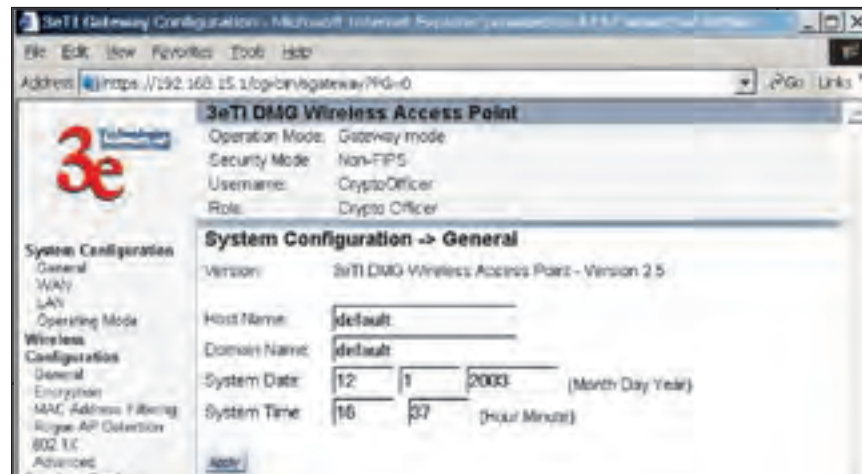 3eTI Gateway Configuration - Microsoft Internet Explorer
File Edit View Favorites Tools Help
Address https://192.168.15.1/cgi-bin/sgateway?PG=0 Go Links
3e Technologies
3eTI DMG Wireless Access Point
Operation Mode: Gateway mode
Security Mode Non-FIPS
Username: CryptoOfficer
Role: Crypto Officer
System Configuration
General
WAN
LAN
Operating Mode
Wireless
Configuration
General
Encryption
MAC Address Filtering
Rogue AP Detection
802.1X
Advanced
System Configuration -> General
Version: 3eTI DMG Wireless Access Point - Version 2.5
Host Name: default
Domain Name: default
System Date: 12 1 2003 (Month Day Year)
System Time: 16 37 (Hour Minute)
Apply